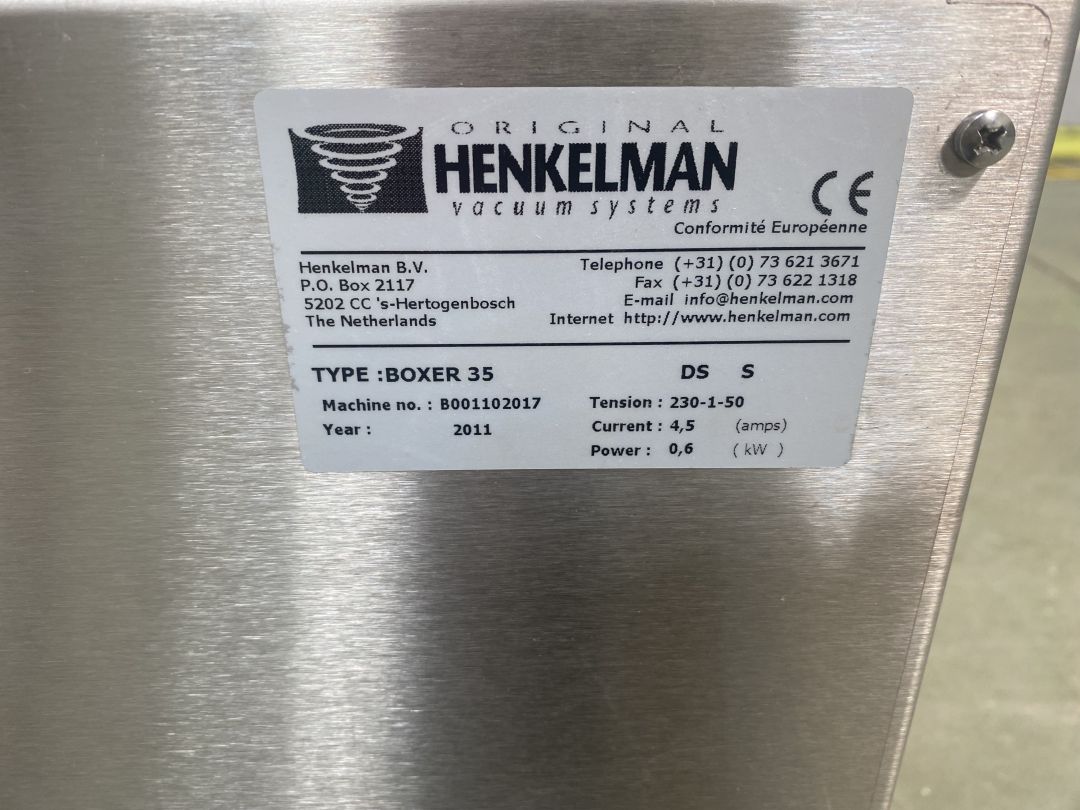 ORIGINAL
HENKELMAN
vacuum systems
CE
Conformité Européenne
Henkelman B.V.
P.O. Box 2117
5202 CC 's-Hertogenbosch
The Netherlands
Telephone (+31) (0) 73 621 3671
Fax (+31) (0) 73 622 1318
E-mail info@henkelman.com
Internet http://www.henkelman.com
TYPE :BOXER 35 DS S
Machine no. : B001102017
Year : 2011
Tension : 230-1-50
Current : 4,5 (amps)
Power : 0,6 ( kW )